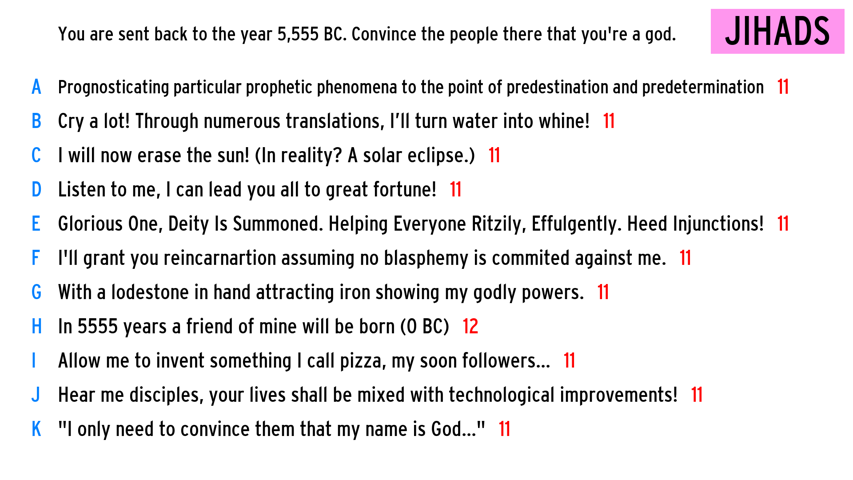 You are sent back to the year 5,555 BC. Convince the people there that you're a god. JIHADS
A Prognosticating particular prophetic phenomena to the point of predestination and predetermination 11
B Cry a lot! Through numerous translations, I'll turn water into whine! 11
C I will now erase the sun! (In reality? A solar eclipse.) 11
D Listen to me, I can lead you all to great fortune! 11
E Glorious One, Deity Is Summoned. Helping Everyone Ritzily, Effulgently. Heed Injunctions! 11
F I'll grant you reincarnartion assuming no blasphemy is commited against me. 11
G With a lodestone in hand attracting iron showing my godly powers. 11
H In 5555 years a friend of mine will be born (0 BC) 12
I Allow me to invent something I call pizza, my soon followers... 11
J Hear me disciples, your lives shall be mixed with technological improvements! 11
K "I only need to convince them that my name is God..." 11